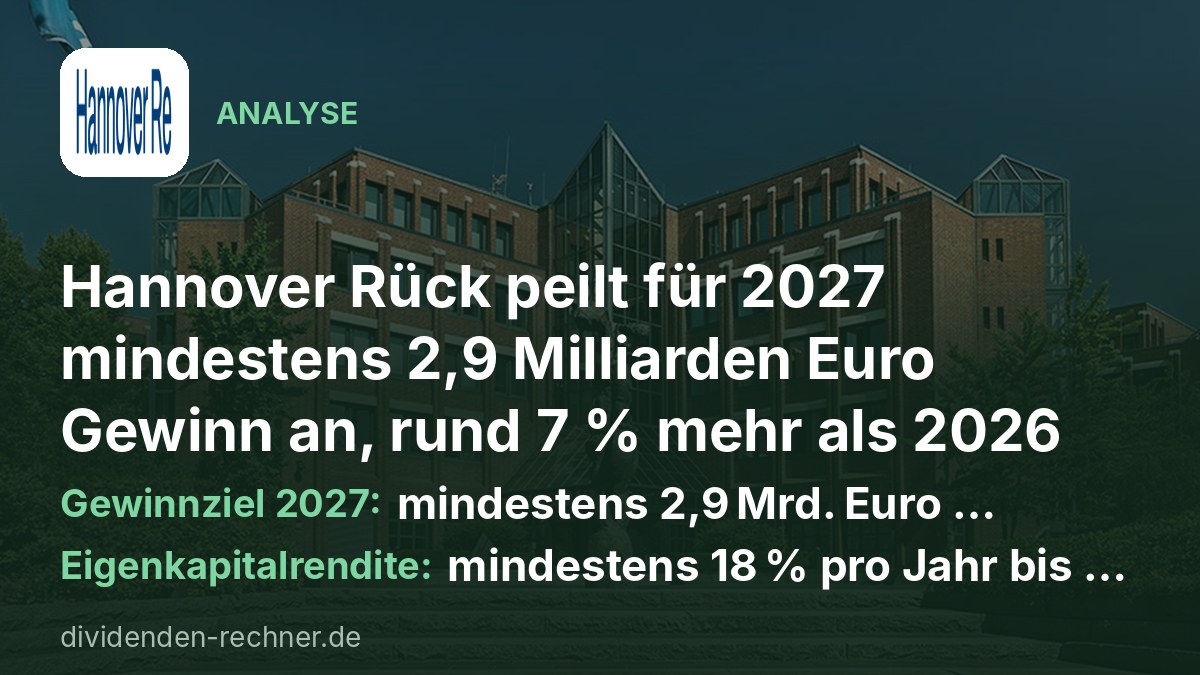 Hannover Re
ANALYSE
Hannover Rück peilt für 2027
mindestens 2,9 Milliarden Euro
Gewinn an, rund 7 % mehr als 2026
Gewinnziel 2027: mindestens 2,9 Mrd. Euro …
Eigenkapitalrendite: mindestens 18 % pro Jahr bis …
dividenden-rechner.de